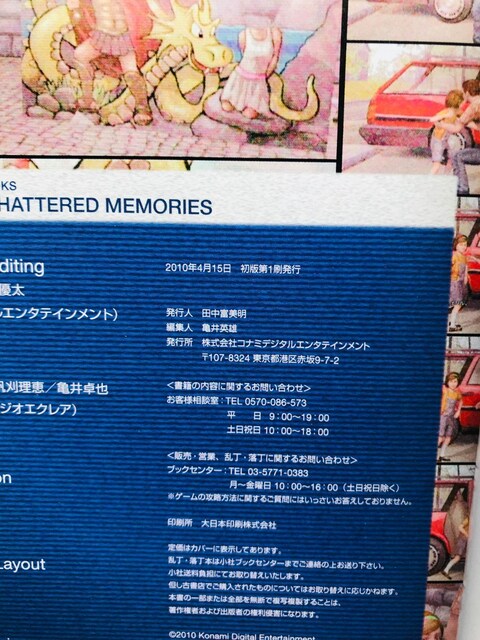 KS
HATTERED MEMORIES
diting
優太
ルエンタテインメント)
凡刈理恵／亀井卓也
ジオエクレア)
on
Layout
2010年4月15日 初版第1刷発行
発行人 田中富美明
編集人 亀井英雄
発行所 株式会社コナミデジタルエンタテインメント
〒107-8324 東京都港区赤坂9-7-2
<書籍の内容に関するお問い合わせ>
お客様相談室：TEL 0570-086-573
平 日 9：00〜19：00
土日祝日 10：00〜18：00
<販売・営業、乱丁・落丁に関するお問い合わせ>
ブックセンター：TEL 03-5771-0383
月〜金曜日 10：00〜16：00（土日祝日除く）
※ゲームの攻略方法に関するご質問にはいっさいお答えしておりません。
印刷所 大日本印刷株式会社
定価はカバーに表示してあります。
乱丁・落丁本は小社ブックセンターまでご連絡の上お送り下さい。
小社送料負担にてお取り替えいたします。
但し古書店でご購入されたものについてはお取り替えに応じかねます。
本書の一部または全部を無断で複写複製することは、
著作権者および出版者の権利侵害になります。
©2010 Konami Digital Entertainment